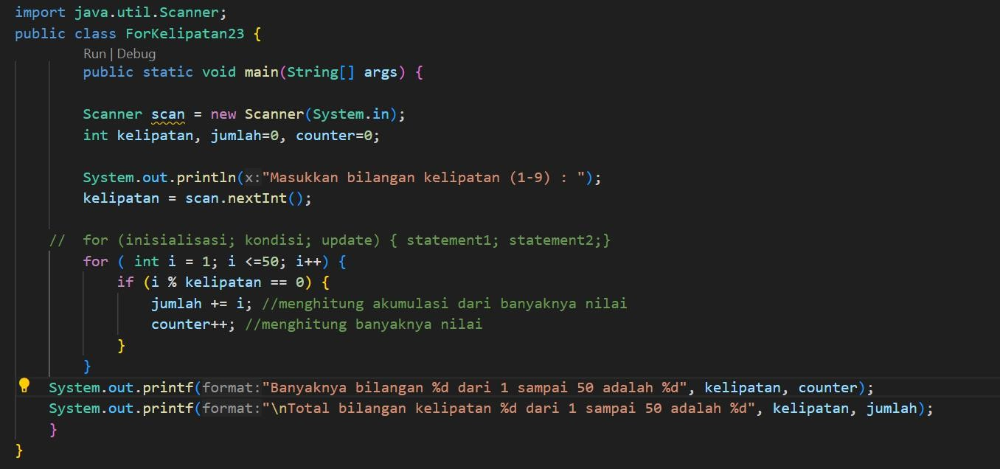 import java.util.Scanner;
public class ForKelipatan23 {
Run | Debug
public static void main(String[] args) {
Scanner scan = new Scanner(System.in);
int kelipatan, jumlah=0, counter=0;
System.out.println(x:"Masukkan bilangan kelipatan (1-9) : ");
kelipatan = scan.nextInt();
// for (inisialisasi; kondisi; update) { statement1; statement2;}
for ( int i = 1; i <=50; i++) {
if (i % kelipatan == 0) {
jumlah += i; //menghitung akumulasi dari banyaknya nilai
counter++; //menghitung banyaknya nilai
}
}
System.out.printf(format:"Banyaknya bilangan %d dari 1 sampai 50 adalah %d", kelipatan, counter);
System.out.printf(format:"\nTotal bilangan kelipatan %d dari 1 sampai 50 adalah %d", kelipatan, jumlah);
}
}